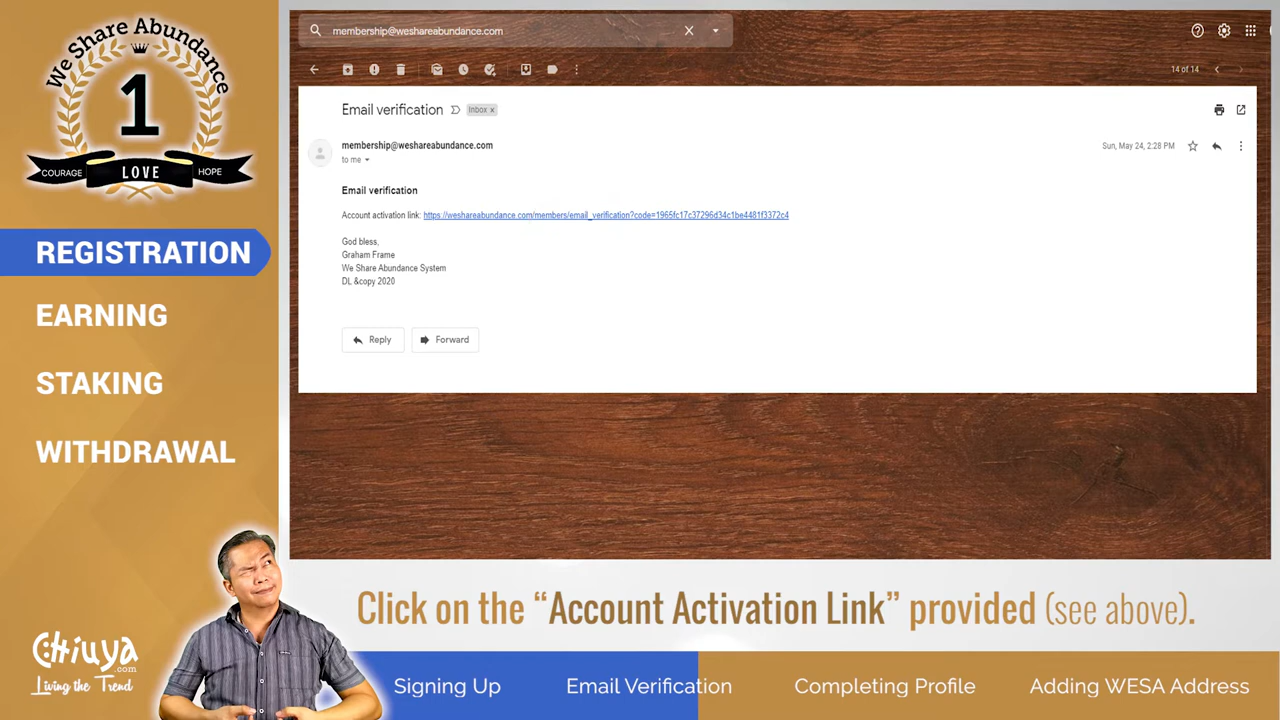 We Share Abundance
1
COURAGE
LOVE
HOPE
REGISTRATION
EARNING
STAKING
WITHDRAWAL
Chiuya
.com
Living the Trend
membership@weshareabundance.com
14 of 14
Email verification
Inbox x
membership@weshareabundance.com
Sun, May 24, 2:28 PM
to me
Email verification
Account activation link: https://weshareabundance.com/members/email_verification?code=1965fc17c37296d34c1be4481f3372c4
God bless,
Graham Frame
We Share Abundance System
DL &copy 2020
Reply
Forward
Click on the “Account Activation Link” provided (see above).
Signing Up
Email Verification
Completing Profile
Adding WESA Address